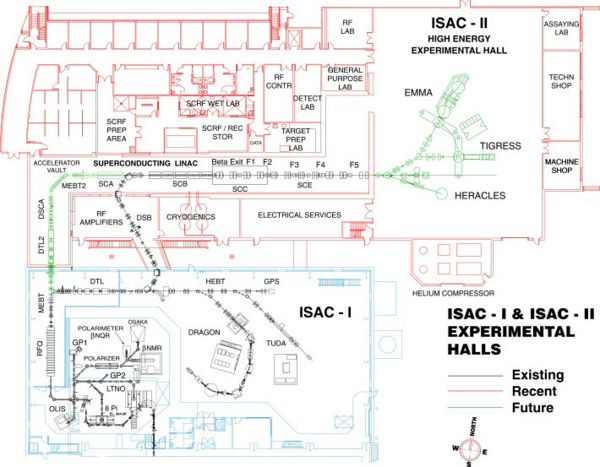 RF
LAB
ISAC - II
HIGH ENERGY
EXPERIMENTAL HALL
ASSAYING
LAB
GENERAL
PURPOSE
LAB
RF
CONTR
EMMA
TECHN
SHOP
SCRF WET LAB
DETECT
LAB
SCRF
PREP
AREA
SCRF / REC
STOR
DATA
TARGET
PREP
LAB
TIGRESS
MACHINE
SHOP
ACCELERATOR
VAULT
SUPERCONDUCTING LINAC
Beta Exit F1 F2 F3 F4 F5
MEBT2
SCA
SCB
SCC
SCE
HERACLES
DSCA
RF
AMPLIFIERS
DSB
CRYOGENICS
ELECTRICAL SERVICES
DTL2
HELIUM COMPRESSOR
DTL
HEBT
GPS
MEBT
ISAC - I
ISAC - I & ISAC - II
EXPERIMENTAL
HALLS
OSAKA
POLARIMETER
βNQR
DRAGON
RFQ
GP1
βNMR
TUDA
POLARIZER
GP2
LTNO
OLIS
8 Pi
Existing
Recent
Future
NORTH
W
E
S